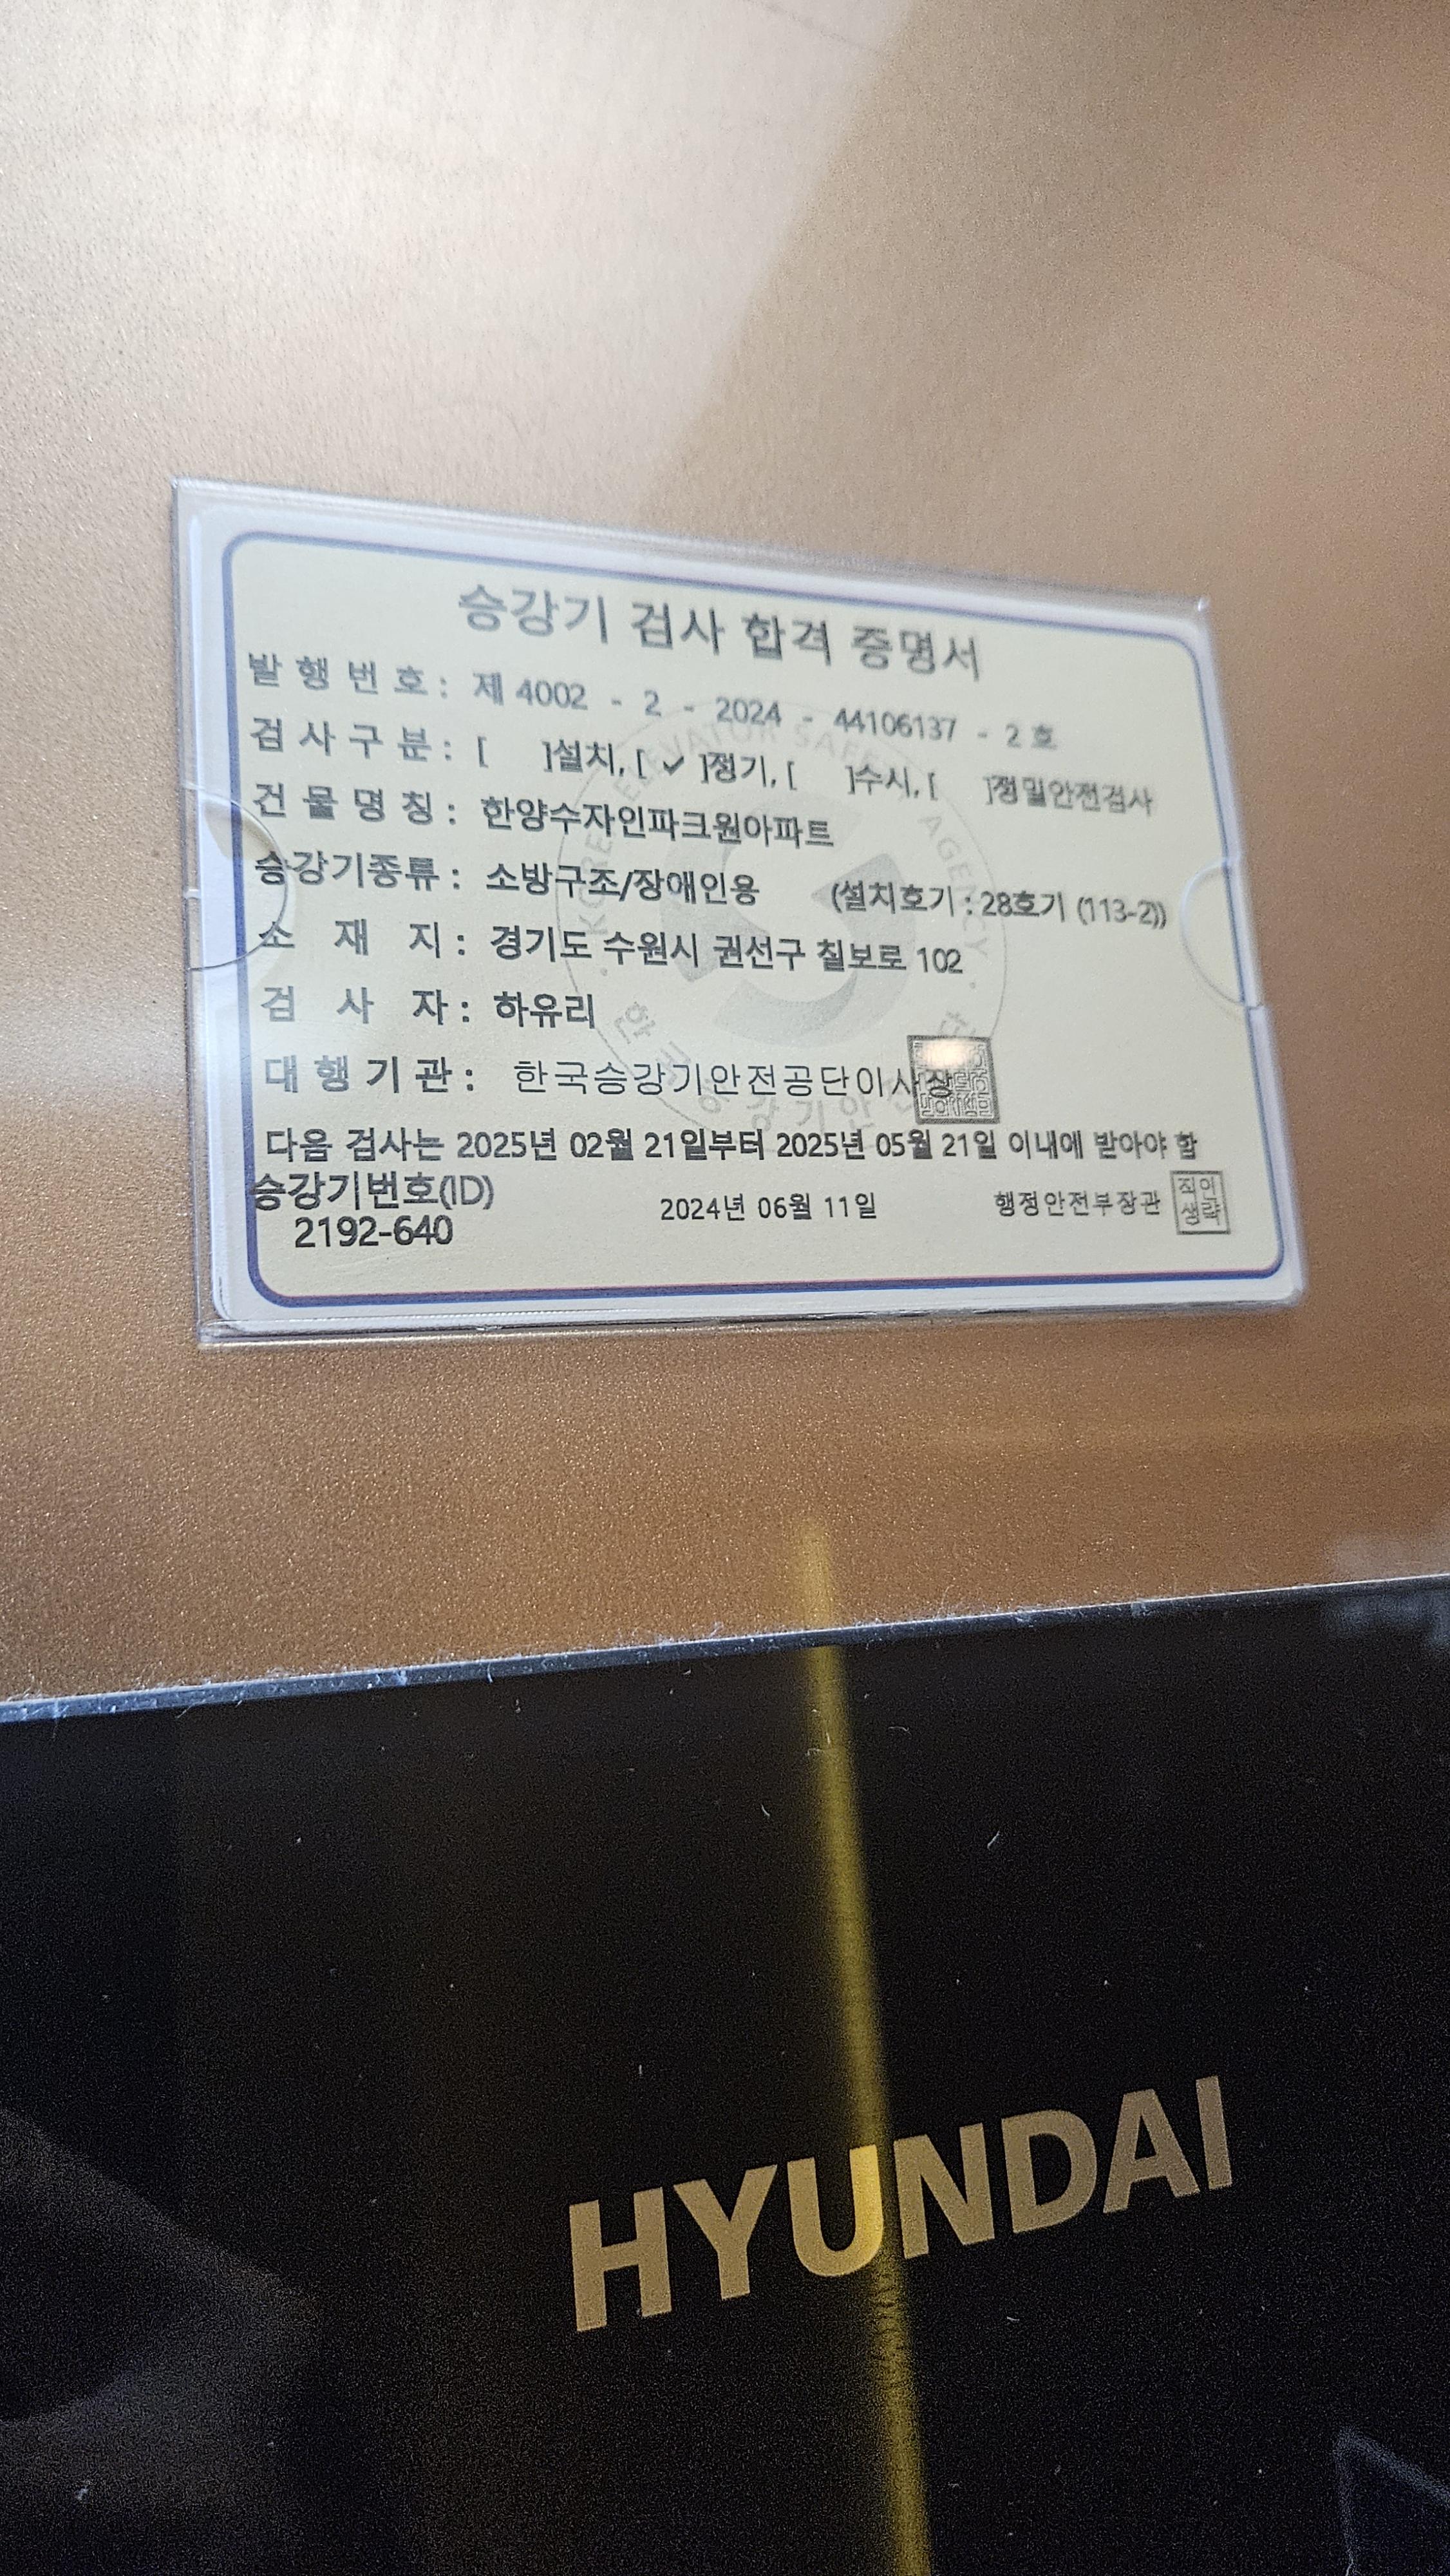 승강기 검사 합격 증명서
발 행 번 호 : 제 4002 - 2 - 2024 - 44106137 - 2 호
검 사 구 분 : [ ]설치, [ ✓ ]정기, [ ]수시, [ ]정밀안전검사
건 물 명 칭 : 한양수자인파크원아파트
승강기종류 : 소방구조/장애인용 (설치호기 : 28호기 (113-2))
소 재 지 : 경기도 수원시 권선구 칠보로 102
검 사 자 : 하유리
대 행 기 관 : 한국승강기안전공단이사장
다음 검사는 2025년 02월 21일부터 2025년 05월 21일 이내에 받아야 함
승강기번호(ID)
2192-640
2024년 06월 11일
행정안전부장관
직인
생략
KOREA ELEVATOR SAFETY AGENCY
HYUNDAI